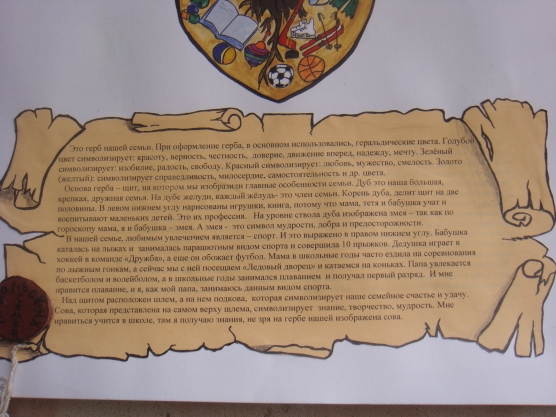 Это герб нашей семьи. При оформление герба, в основном использовались, геральдические цвета. Голубой
цвет символизирует: красоту, верность, честность, доверие, движение вперед, надежду, мечту. Зелёный
символизирует: изобилие, радость, свободу. Красный символизирует: любовь, мужество, смелость. Золото
(желтый): символизирует справедливость, милосердие, самостоятельность и др. цвета.
Основа герба – щит, на котором мы изобразили главные особенности семьи. Дуб это наша большая,
крепкая, дружная семья. На дубе желуди, каждый жёлудь- это член семьи. Корень дуба, делит щит на две
половины. В левом нижнем углу нарисованы игрушки, книга, потому что мама, тетя и бабушка учат и
воспитывают маленьких детей. Это их профессия. На уровне ствола дуба изображена змея – так как по
гороскопу мама, я и бабушка – змея. А змея - это символ мудрости, добра и предосторожности.
В нашей семье, любимым увлечением является – спорт. И это выражено в правом нижнем углу. Бабушка
каталась на лыжах и занималась парашютным видом спорта и совершила 10 прыжков. Дедушка играет в
хоккей в команде «Дружба», а еще он обожает футбол. Мама в школьные годы часто ездила на соревнования
по лыжным гонкам, а сейчас мы с ней посещаем «Ледовый дворец» и катаемся на коньках. Папа увлекается
баскетболом и волейболом, а в школьные годы занимался плаванием и получал первый разряд. И мне
нравится плавание, и я, как мой папа, занимаюсь данным видом спорта.
Над щитом расположен шлем, а на нем подкова, которая символизирует наше семейное счастье и удачу.
Сова, которая представлена на самом верху шлема, символизирует знание, творчество, мудрость. Мне
нравиться учится в школе, там я получаю знания, не зря на гербе нашей изображена сова.